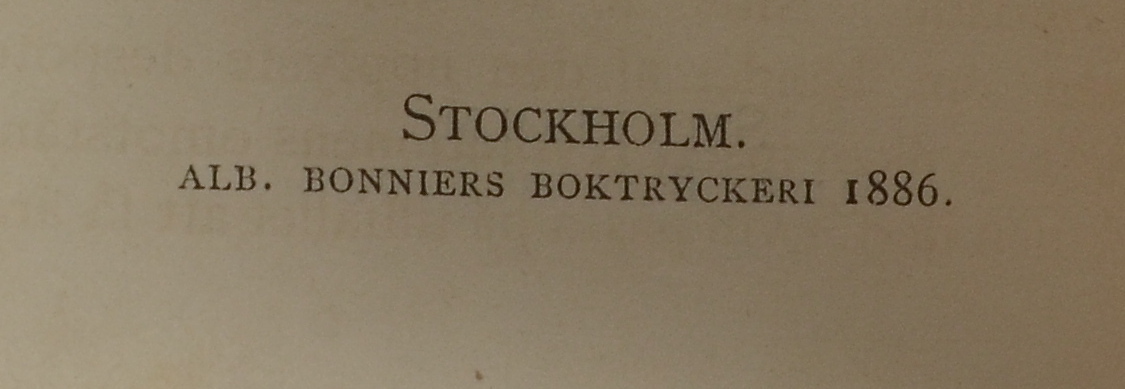 STOCKHOLM.
ALB. BONNIERS BOKTRYCKERI 1886.